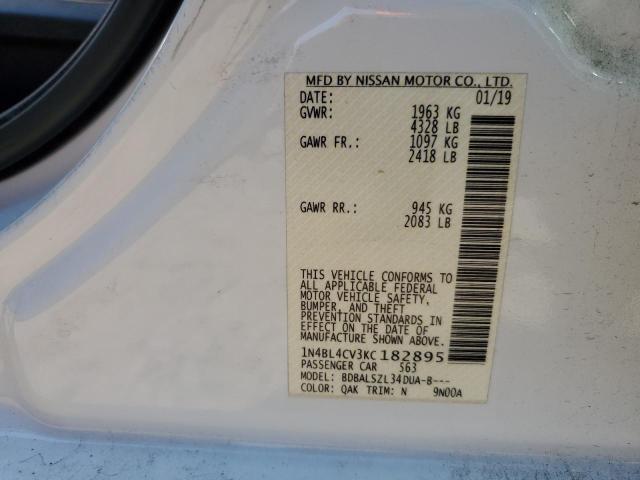 MFD BY NISSAN MOTOR CO., LTD.
DATE: 01/19
GVWR: 1963 KG
4328 LB
GAWR FR.: 1097 KG
2418 LB
GAWR RR.: 945 KG
2083 LB
THIS VEHICLE CONFORMS TO
ALL APPLICABLE FEDERAL
MOTOR VEHICLE SAFETY,
BUMPER, AND THEFT
PREVENTION STANDARDS IN
EFFECT ON THE DATE OF
MANUFACTURE SHOWN ABOVE.
1N4BL4CV3KC182895
PASSENGER CAR 563
MODEL: BDBALSZL34DUA-B---
COLOR: QAK TRIM: N 9N00A